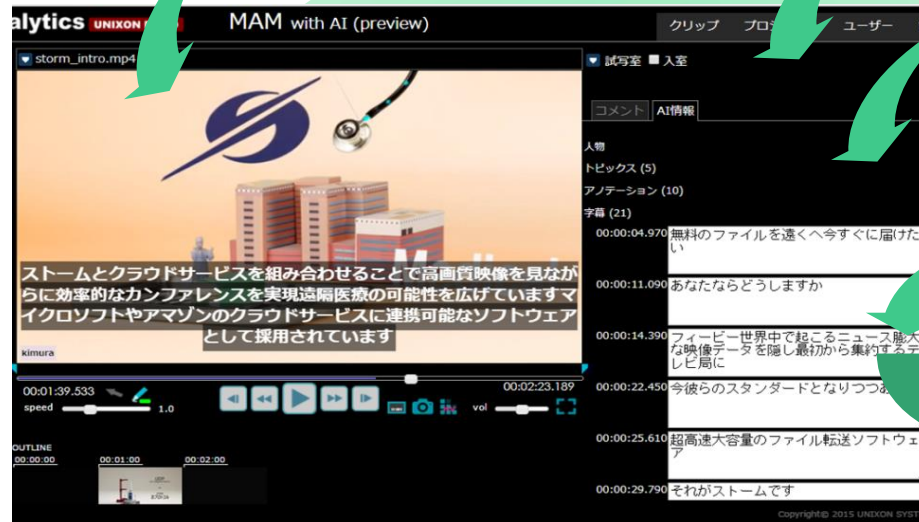 alytics UNIXON
MAM with AI (preview)
クリップ
ユーザー
storm_intro.mp4
試写室
入室
コメント
AI情報
人物
トピックス (5)
アノテーション (10)
字幕 (21)
00:00:04.970 無料のファイルを遠くへ今すぐに届けた
い
00:00:11.090 あなたならどうしますか
00:00:14.390 フィービー世界中で起こるニュース膨大
な映像データを隠し最初から集約するテ
レビ局に
00:00:22.450 今彼らのスタンダードとなりつつ
00:00:25.610 超高速大容量のファイル転送ソフトウェ
ア
00:00:29.790 それがストームです
ストームとクラウドサービスを組み合わせることで高画質映像を見なが
らに効率的なカンファレンスを実現遠隔医療の可能性を広げていますマ
イクロソフトやアマゾンのクラウドサービスに連携可能なソフトウェア
として採用されています
kimura
00:01:39.533
00:02:23.189
speed
1.0
vol
OUTLINE
00:00:00
00:01:00
00:02:00
Copyright© 2015 UNIXON SYST